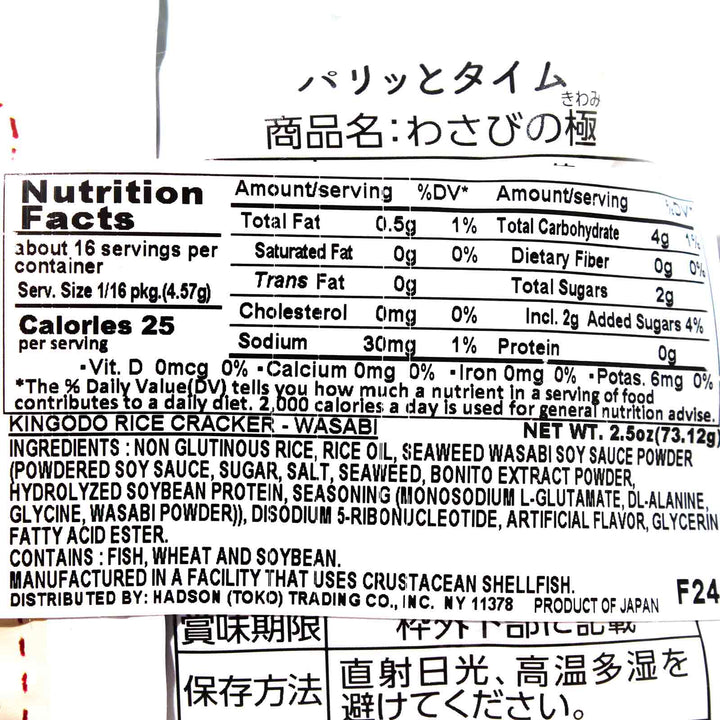 パリッとタイム
きわみ
商品名:わさびの極
Nutrition
Facts
about 16 servings per
container
Serv. Size 1/16 pkg.(4.57g)
Calories 25
per serving
Amount/serving %DV*
Total Fat 0.5g 1%
Saturated Fat 0g 0%
Trans Fat 0g
Cholesterol 0mg 0%
Sodium 30mg 1%
Amount/serving %DV*
Total Carbohydrate 4g 1%
Dietary Fiber 0g 0%
Total Sugars 2g
Incl. 2g Added Sugars 4%
Protein 0g
•Vit. D 0mcg 0% •Calcium 0mg 0% •Iron 0mg 0% •Potas. 6mg 0%
*The % Daily Value(DV) tells you how much a nutrient in a serving of food
contributes to a daily diet. 2,000 calories a day is used for general nutrition advise.
KINGODO RICE CRACKER - WASABI NET WT. 2.5oz(73.12g)
INGREDIENTS : NON GLUTINOUS RICE, RICE OIL, SEAWEED WASABI SOY SAUCE POWDER
(POWDERED SOY SAUCE, SUGAR, SALT, SEAWEED, BONITO EXTRACT POWDER,
HYDROLYZED SOYBEAN PROTEIN, SEASONING (MONOSODIUM L-GLUTAMATE, DL-ALANINE,
GLYCINE, WASABI POWDER)), DISODIUM 5-RIBONUCLEOTIDE, ARTIFICIAL FLAVOR, GLYCERIN
FATTY ACID ESTER.
CONTAINS : FISH, WHEAT AND SOYBEAN.
MANUFACTURED IN A FACILITY THAT USES CRUSTACEAN SHELLFISH.
DISTRIBUTED BY: HADSON (TOKO) TRADING CO., INC. NY 11378 PRODUCT OF JAPAN F24
賞味期限 枠外下部に記載
保存方法 直射日光、高温多湿を
避けてください。